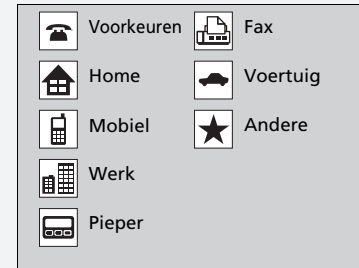 Voorkeuren
Home
Mobiel
Werk
Pieper
Fax
Voertuig
Andere